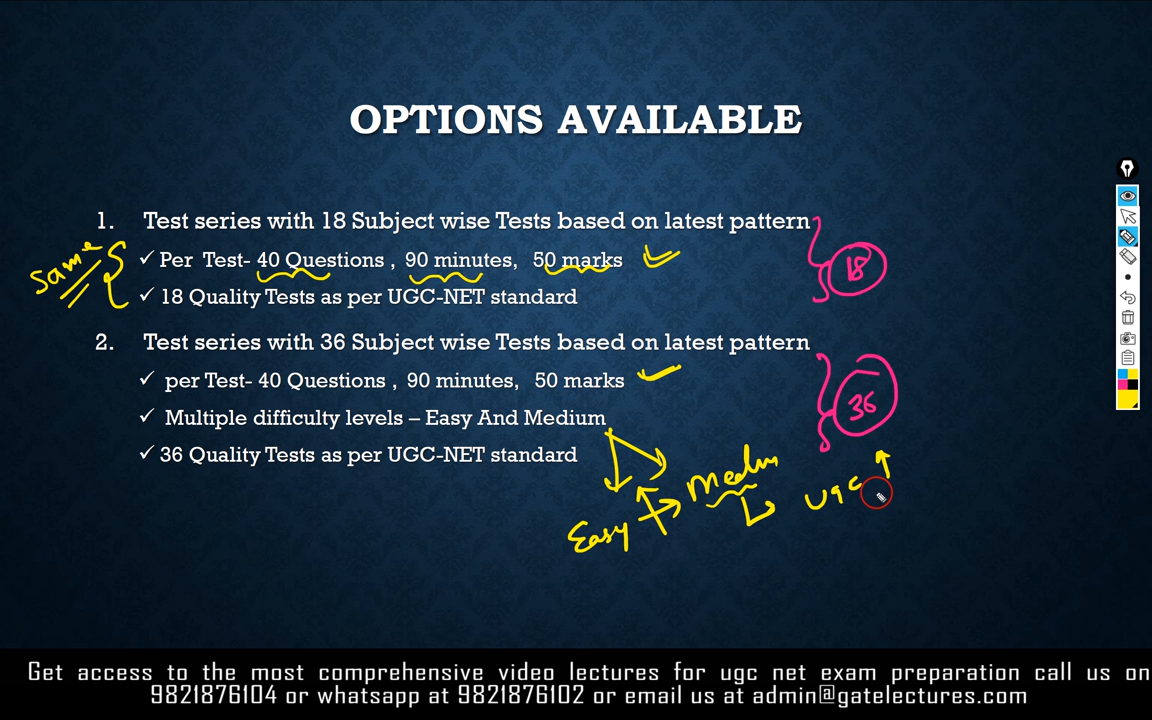 OPTIONS AVAILABLE
1. Test series with 18 Subject wise Tests based on latest pattern
same
✓ Per Test- 40 Questions , 90 minutes, 50 marks
18
✓ 18 Quality Tests as per UGC-NET standard
2. Test series with 36 Subject wise Tests based on latest pattern
✓ per Test- 40 Questions , 90 minutes, 50 marks
36
✓ Multiple difficulty levels – Easy And Medium
✓ 36 Quality Tests as per UGC-NET standard
Easy Medium ugc
Get access to the most comprehensive video lectures for ugc net exam preparation call us on
9821876104 or whatsapp at 9821876102 or email us at admin@gatelectures.com